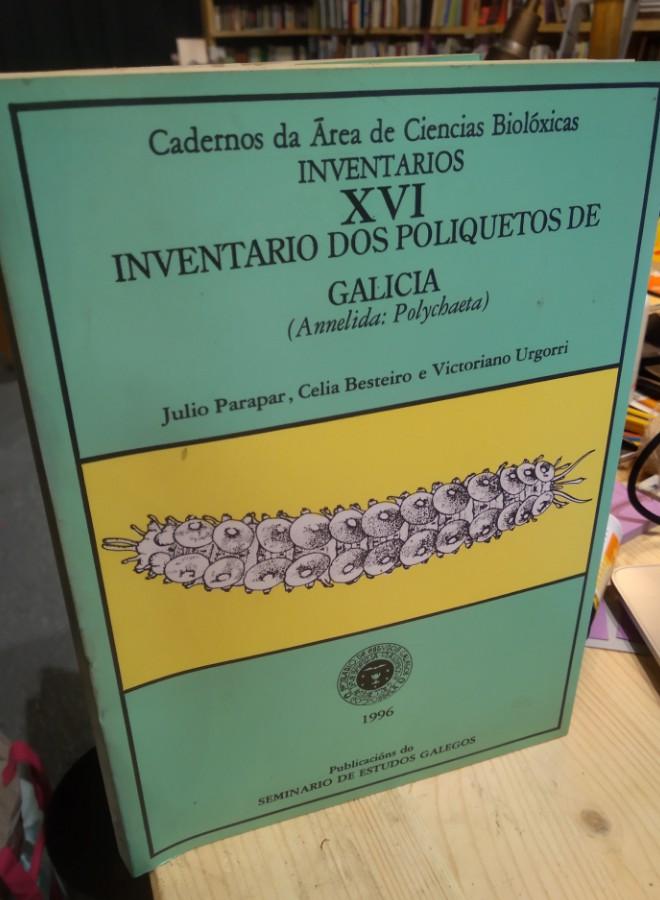 Cadernos da Área de Ciencias Biolóxicas
INVENTARIOS
XVI
INVENTARIO DOS POLIQUETOS DE
GALICIA
(Annelida: Polychaeta)
Julio Parapar, Celia Besteiro e Victoriano Urgorri
1996
Publicacións do
SEMINARIO DE ESTUDOS GALEGOS